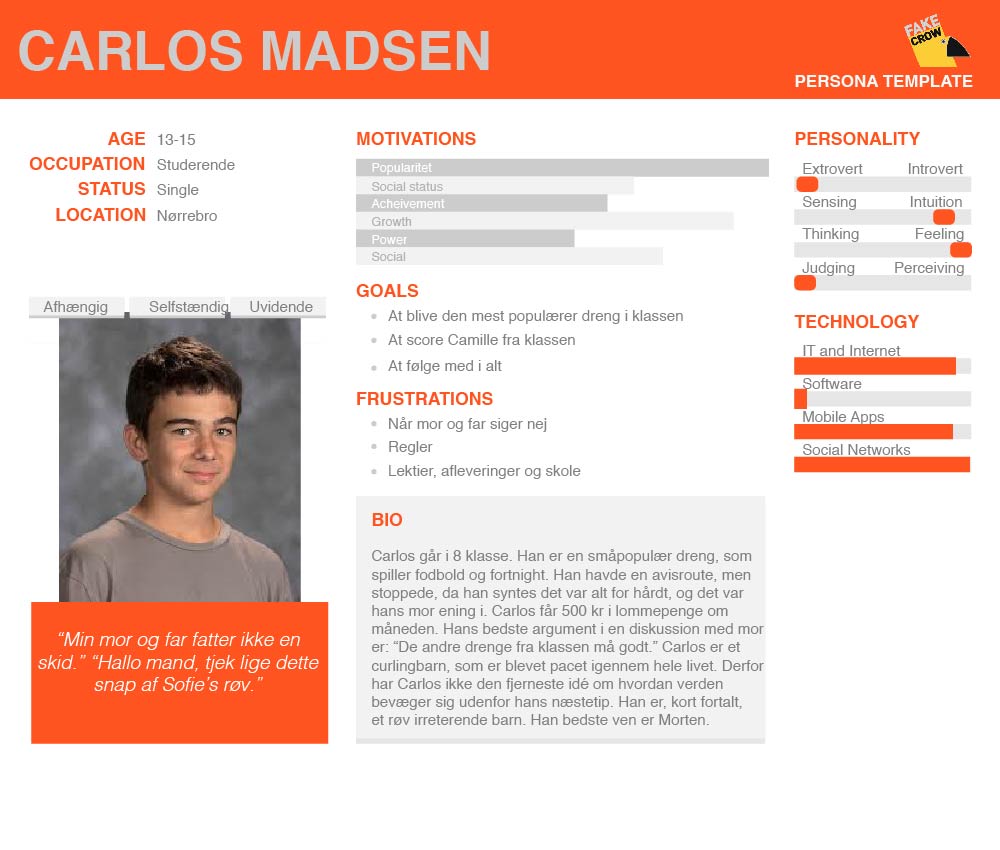 CARLOS MADSEN
FAKE
CROW
PERSONA TEMPLATE
AGE 13-15
OCCUPATION Studerende
STATUS Single
LOCATION Nørrebro
Afhængig Selfstændig Uvidende
“Min mor og far fatter ikke en
skid.” “Hallo mand, tjek lige dette
snap af Sofie’s røv.”
MOTIVATIONS
Popularitet
Social status
Acheivement
Growth
Power
Social
GOALS
At blive den mest populærer dreng i klassen
At score Camille fra klassen
At følge med i alt
FRUSTRATIONS
Når mor og far siger nej
Regler
Lektier, afleveringer og skole
BIO
Carlos går i 8 klasse. Han er en småpopulær dreng, som
spiller fodbold og fortnight. Han havde en avisroute, men
stoppede, da han syntes det var alt for hårdt, og det var
hans mor ening i. Carlos får 500 kr i lommepenge om
måneden. Hans bedste argument i en diskussion med mor
er: “De andre drenge fra klassen må godt.” Carlos er et
curlingbarn, som er blevet pacet igennem hele livet. Derfor
har Carlos ikke den fjerneste idé om hvordan verden
bevæger sig udenfor hans næstetip. Han er, kort fortalt,
et røv irreterende barn. Han bedste ven er Morten.
PERSONALITY
Extrovert Introvert
Sensing Intuition
Thinking Feeling
Judging Perceiving
TECHNOLOGY
IT and Internet
Software
Mobile Apps
Social Networks